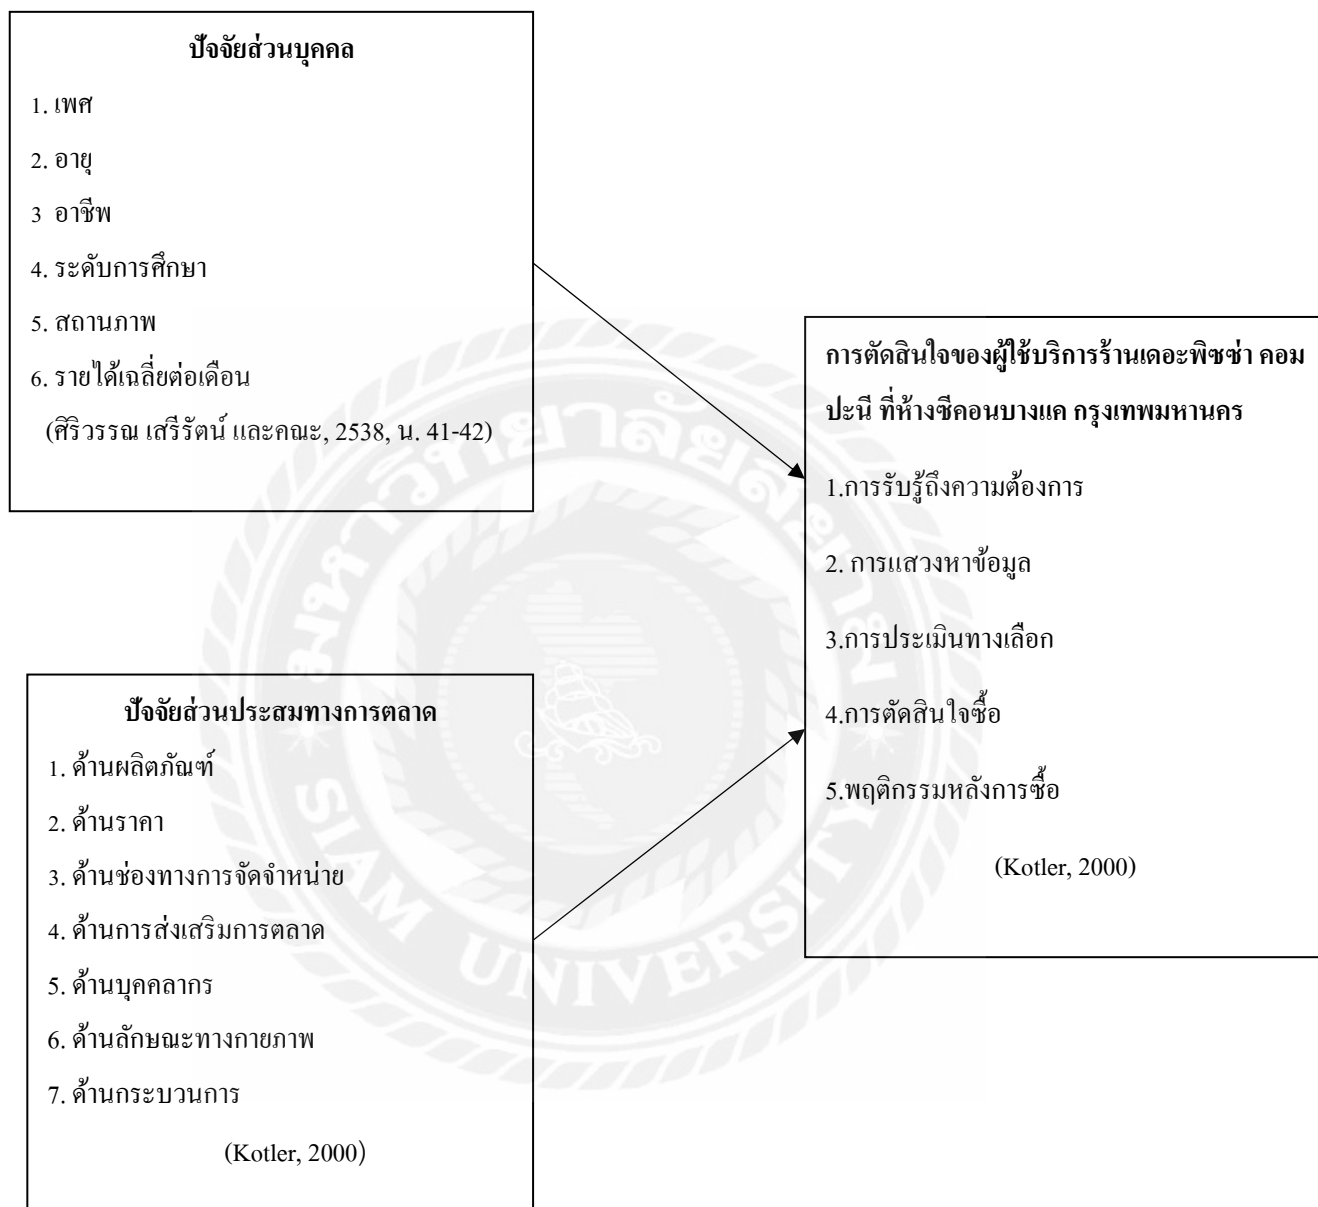 ปัจจัยส่วนบุคคล
1. เพศ
2. อายุ
3  อาชีพ
4. ระดับการศึกษา
5. สถานภาพ
6. รายได้เฉลี่ยต่อเดือน
(ศิริวรรณ เสรีรัตน์ และคณะ, 2538, น. 41-42)
การตัดสินใจของผู้ใช้บริการร้านเดอะพิซซ่า คอม
ปะนี ที่ห้างซีคอนบางแค กรุงเทพมหานคร
1.การรับรู้ถึงความต้องการ
2. การแสวงหาข้อมูล
3.การประเมินทางเลือก
4.การตัดสินใจซื้อ
5.พฤติกรรมหลังการซื้อ
(Kotler, 2000)
ปัจจัยส่วนประสมทางการตลาด
1. ด้านผลิตภัณฑ์
2. ด้านราคา
3. ด้านช่องทางการจัดจำหน่าย
4. ด้านการส่งเสริมการตลาด
5. ด้านบุคคลากร
6. ด้านลักษณะทางกายภาพ
7. ด้านกระบวนการ
(Kotler, 2000)
มหาวิทยาลัยสยาม
SIAM UNIVERSITY